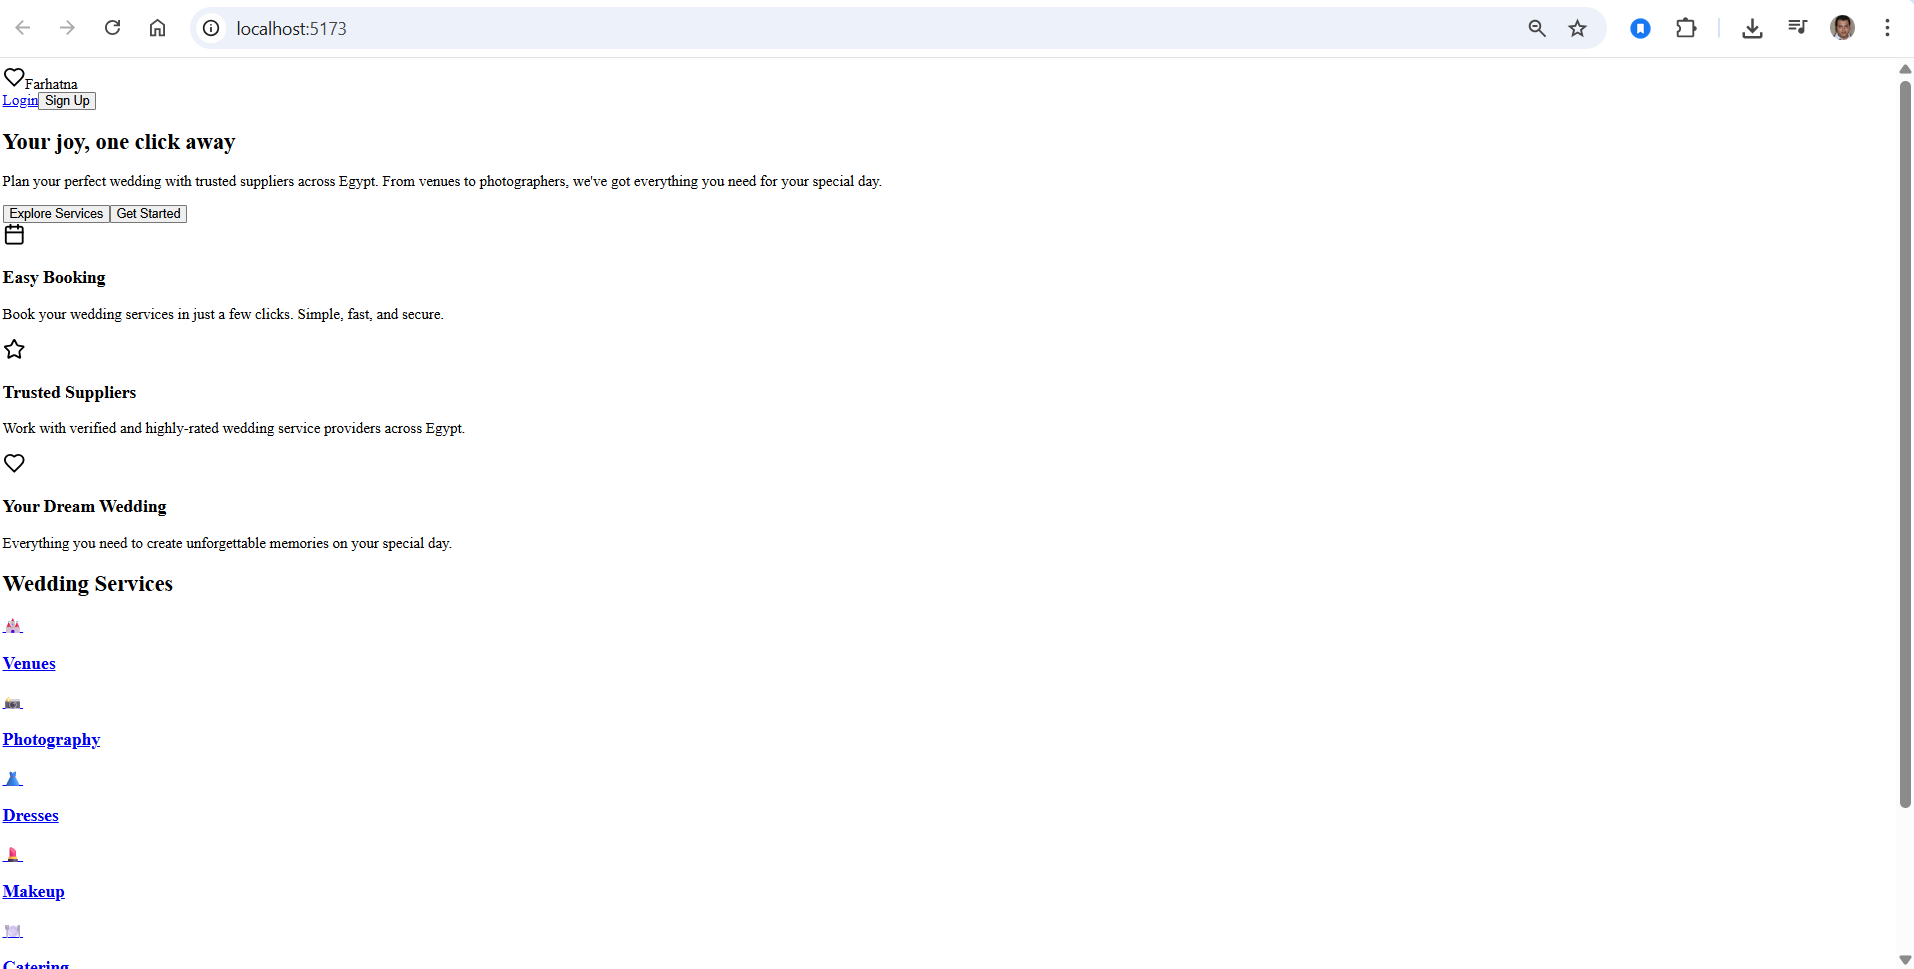 localhost:5173
Farhatna
Login Sign Up
Your joy, one click away
Plan your perfect wedding with trusted suppliers across Egypt. From venues to photographers, we've got everything you need for your special day.
Explore Services Get Started
Easy Booking
Book your wedding services in just a few clicks. Simple, fast, and secure.
Trusted Suppliers
Work with verified and highly-rated wedding service providers across Egypt.
Your Dream Wedding
Everything you need to create unforgettable memories on your special day.
Wedding Services
Venues
Photography
Dresses
Makeup
Catering